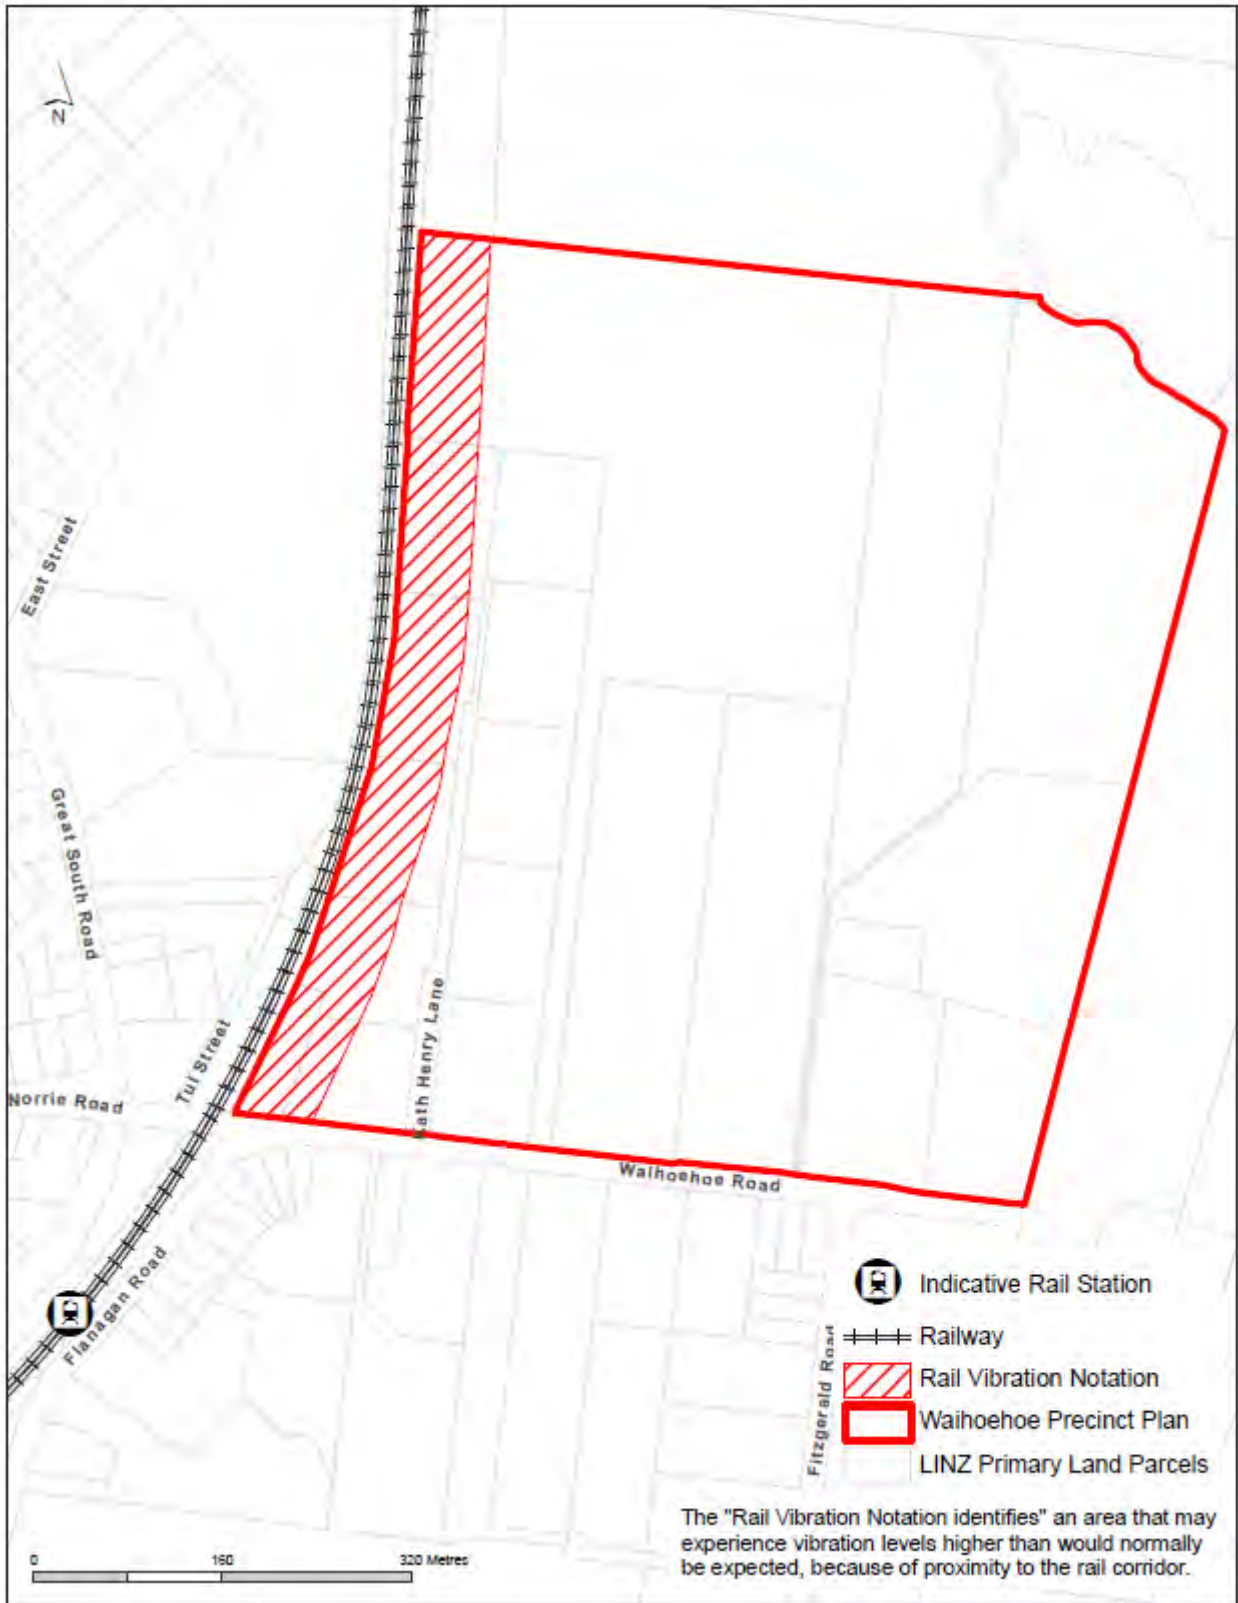 N
East Street
Great South Road
Tui Street
Norrie Road
Kath Henry Lane
Waihoehoe Road
Flanagan Road
Fitzgerald Road
Indicative Rail Station
Railway
Rail Vibration Notation
Waihoehoe Precinct Plan
LINZ Primary Land Parcels
The "Rail Vibration Notation identifies" an area that may
experience vibration levels higher than would normally
be expected, because of proximity to the rail corridor.
0 160 320 Metres